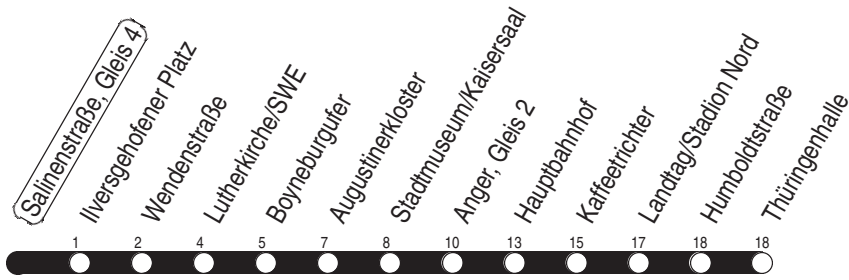 Salinenstraße, Gleis 4
Ilversgehofener Platz
Wendenstraße
Lutherkirche/SWE
Boyneburgufer
Augustinerkloster
Stadtmuseum/Kaisersaal
Anger, Gleis 2
Hauptbahnhof
Kaffeetrichter
Landtag/Stadion Nord
Humboldtstraße
Thüringenhalle
1 2 4 5 7 8 10 13 15 17 18 18